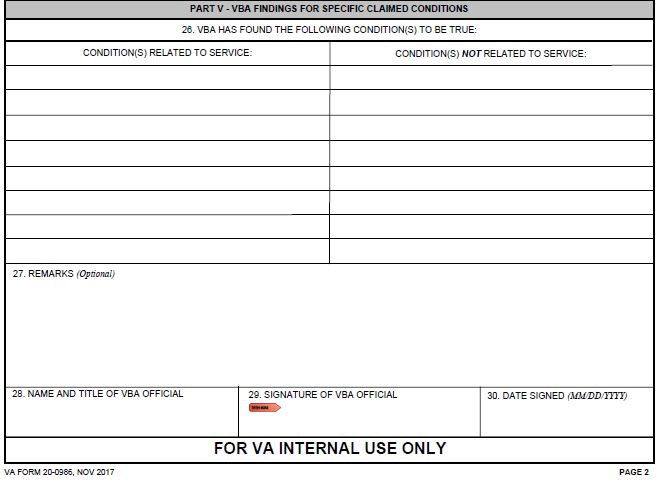 PART V - VBA FINDINGS FOR SPECIFIC CLAIMED CONDITIONS
26. VBA HAS FOUND THE FOLLOWING CONDITION(S) TO BE TRUE:
CONDITION(S) RELATED TO SERVICE:
CONDITION(S) NOT RELATED TO SERVICE:
27. REMARKS (Optional)
28. NAME AND TITLE OF VBA OFFICIAL
29. SIGNATURE OF VBA OFFICIAL
30. DATE SIGNED (MM/DD/YYYY)
FOR VA INTERNAL USE ONLY
VA FORM 20-0986, NOV 2017
PAGE 2